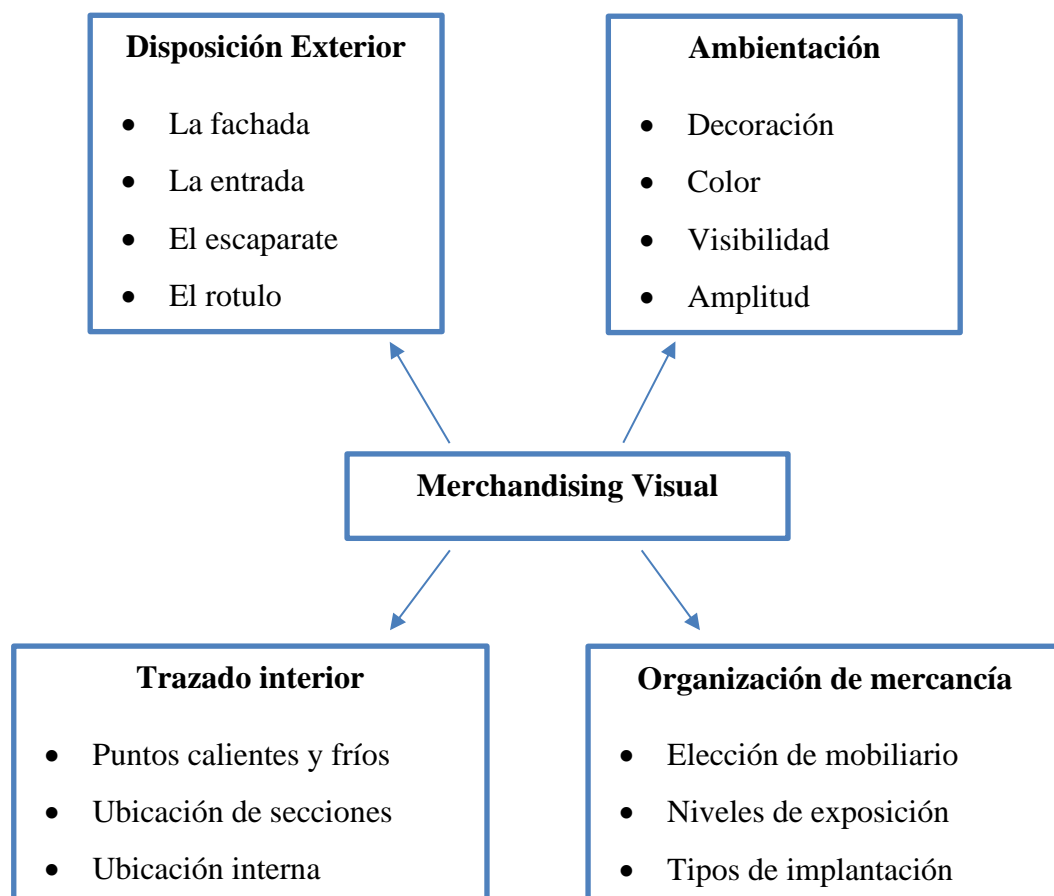 Disposición Exterior
• La fachada
• La entrada
• El escaparate
• El rotulo
Ambientación
• Decoración
• Color
• Visibilidad
• Amplitud
Merchandising Visual
Trazado interior
• Puntos calientes y fríos
• Ubicación de secciones
• Ubicación interna
Organización de mercancía
• Elección de mobiliario
• Niveles de exposición
• Tipos de implantación